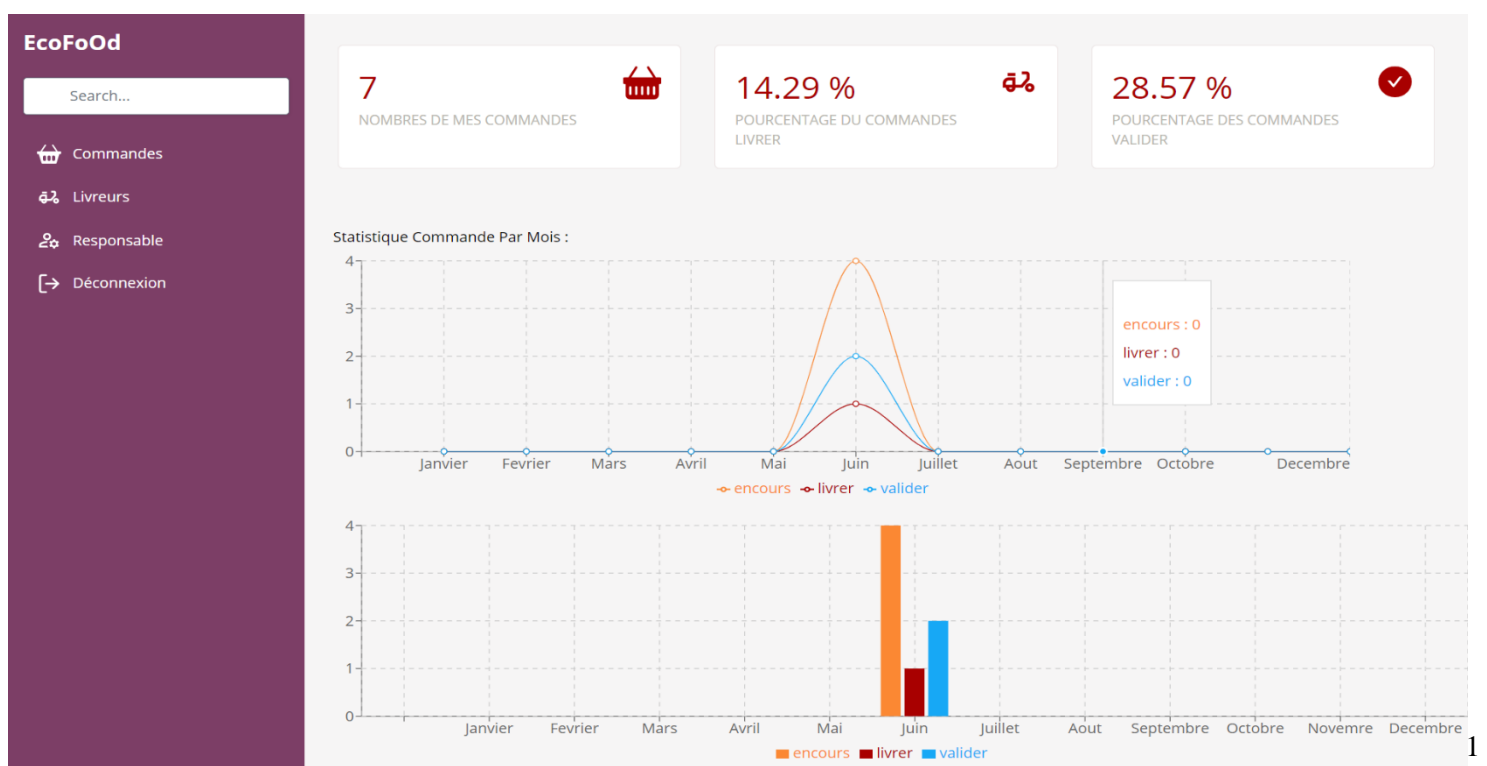 EcoFoOd
Search...
Commandes
Livreurs
Responsable
Déconnexion
7
NOMBRES DE MES COMMANDES
14.29 %
POURCENTAGE DU COMMANDES
LIVRER
28.57 %
POURCENTAGE DES COMMANDES
VALIDER
Statistique Commande Par Mois :
4
3
2
1
0
Janvier Fevrier Mars Avril Mai Juin Juillet Aout Septembre Octobre Decembre
encours : 0
livrer : 0
valider : 0
encours livrer valider
4
3
2
1
0
Janvier Fevrier Mars Avril Mai Juin Juillet Aout Septembre Octobre Novemre Decembre
encours livrer valider
1